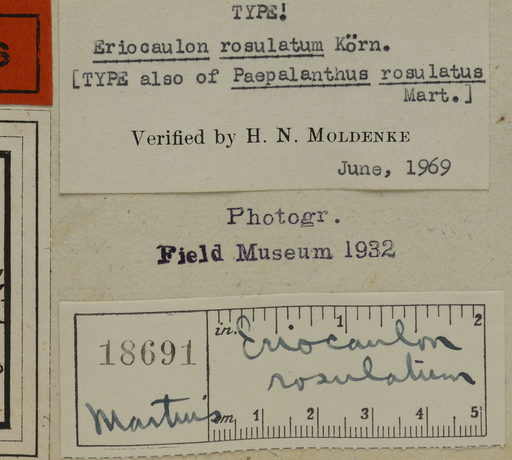 TYPE!
Eriocaulon rosulatum Körn.
[TYPE also of Paepalanthus rosulatus
Mart.]
Verified by H. N. MOLDENKE
June, 1969
Photogr.
Field Museum 1932
in. 1 2
Eriocaulon
18691
rosulatum
Martius
cm 1 2 3 4 5